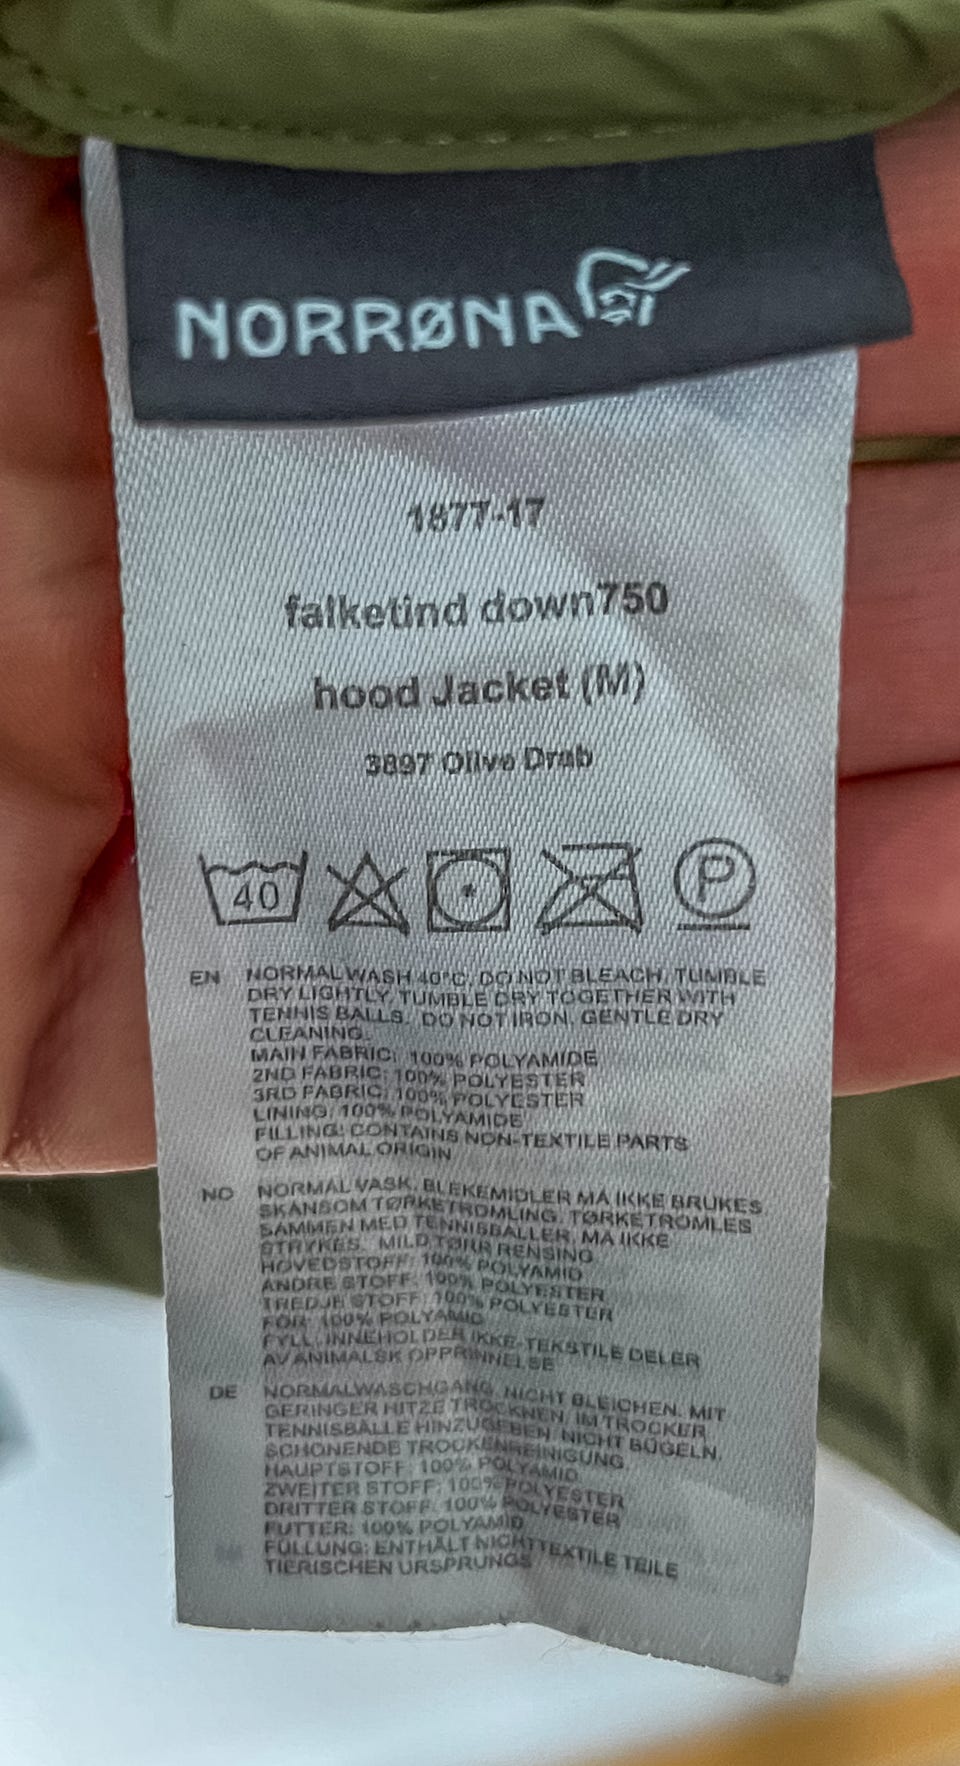 NORRØNA
1877-17
falketind down750
hood Jacket (M)
3897 Olive Drab
40 P
EN NORMAL WASH 40°C. DO NOT BLEACH. TUMBLE
DRY LIGHTLY. TUMBLE DRY TOGETHER WITH
TENNIS BALLS. DO NOT IRON. GENTLE DRY
CLEANING.
MAIN FABRIC: 100% POLYAMIDE
2ND FABRIC: 100% POLYESTER
3RD FABRIC: 100% POLYESTER
LINING: 100% POLYAMIDE
FILLING: CONTAINS NON-TEXTILE PARTS
OF ANIMAL ORIGIN
NO NORMAL VASK. BLEKEMIDLER MÅ IKKE BRUKES
SKÅNSOM TØRKETROMLING. TØRKETROMLES
SAMMEN MED TENNISBALLER. MÅ IKKE
STRYKES. MILD TØRR RENSING
HOVEDSTOFF: 100% POLYAMID
ANDRE STOFF: 100% POLYESTER
TREDJE STOFF: 100% POLYESTER
FÔR: 100% POLYAMID
FYLL: INNEHOLDER IKKE-TEKSTILE DELER
AV ANIMALSK OPPRINNELSE
DE NORMALWASCHGANG. NICHT BLEICHEN. MIT
GERINGER HITZE TROCKNEN. IM TROCKER
TENNISBÄLLE HINZUGEBEN. NICHT BÜGELN.
SCHONENDE TROCKENREINIGUNG.
HAUPTSTOFF: 100% POLYAMID
ZWEITER STOFF: 100% POLYESTER
DRITTER STOFF: 100% POLYESTER
FUTTER: 100% POLYAMID
FÜLLUNG: ENTHÄLT NICHTTEXTILE TEILE
TIERISCHEN URSPRUNGS